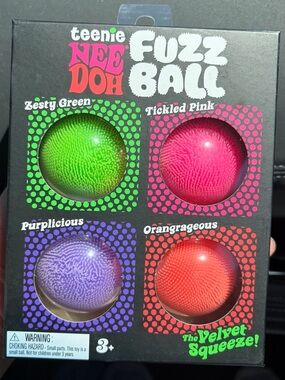 teenie
NEE DOH
FUZZ BALL
Zesty Green
Tickled Pink
Purplicious
Orangrageous
WARNING:
CHOKING HAZARD - Small parts. This toy is a
small ball. Not for children under 3 years.
3+
The Velvet
Squeeze!